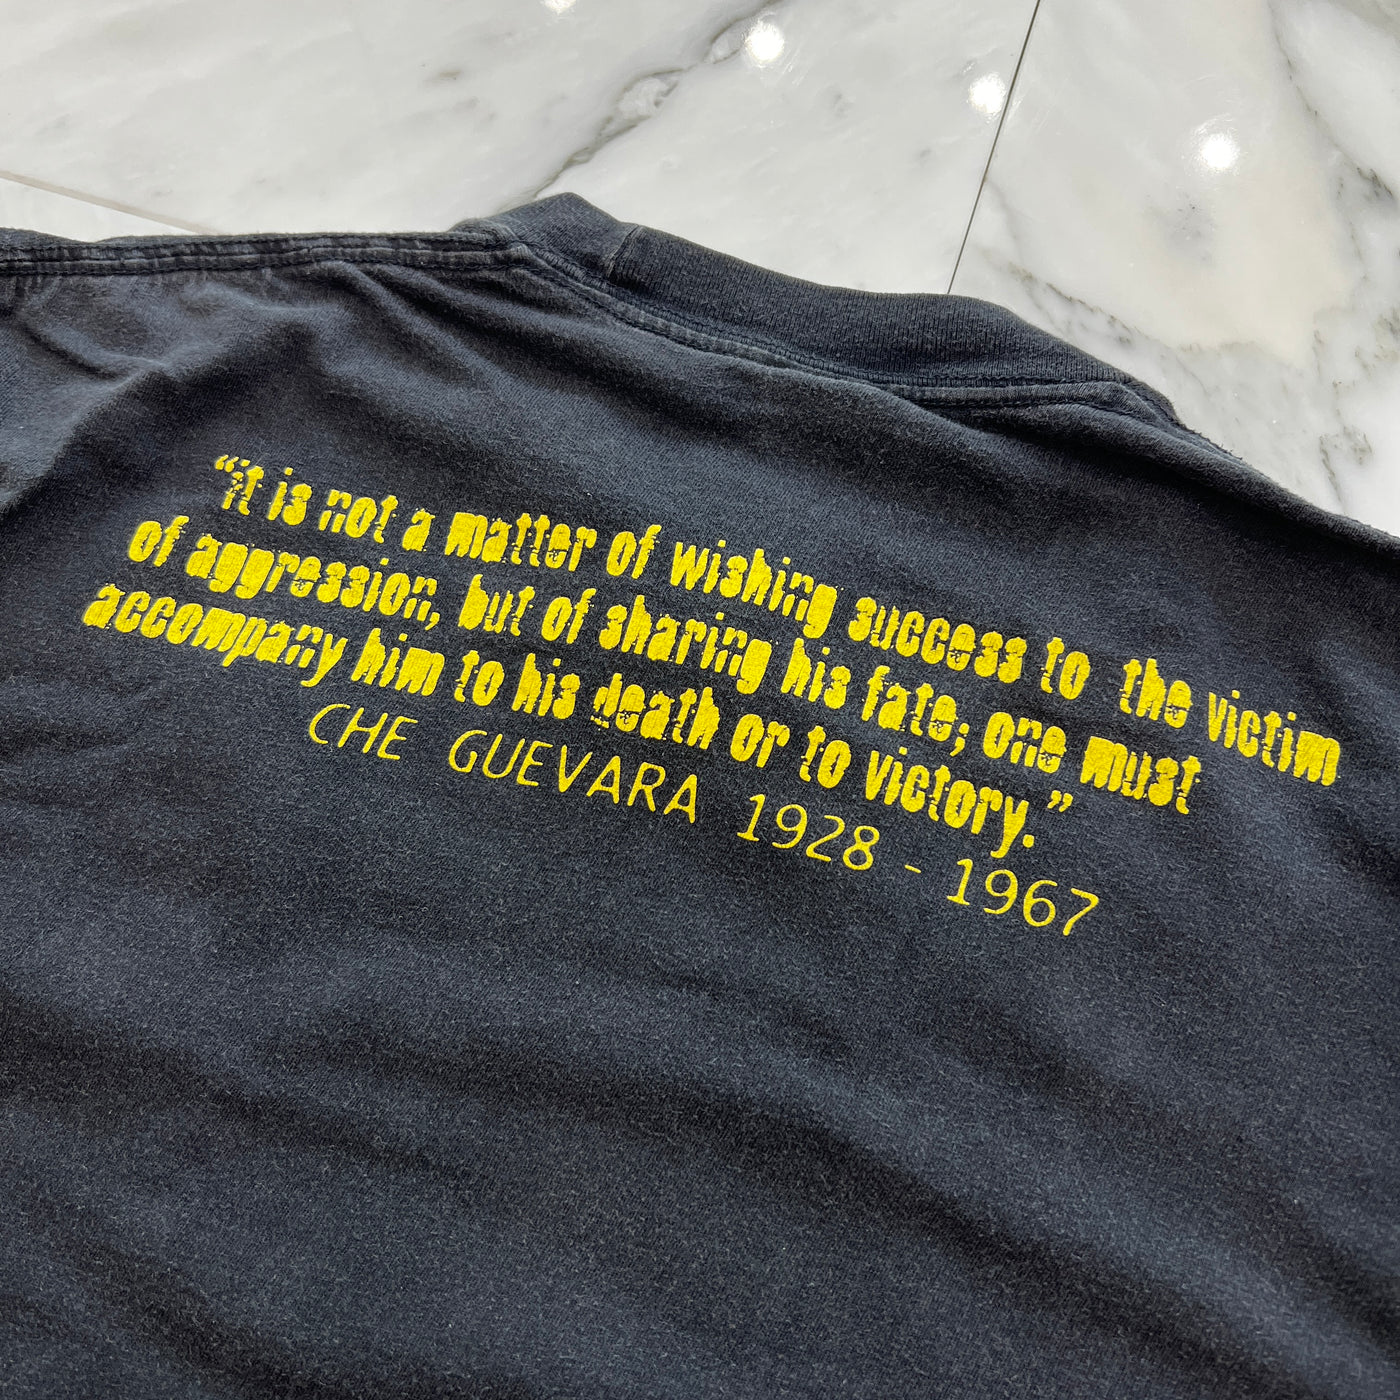 “it is not a matter of wishing success to the victim
of aggression, but of sharing his fate; one must
accompany him to his death or to victory.”
CHE GUEVARA 1928 - 1967